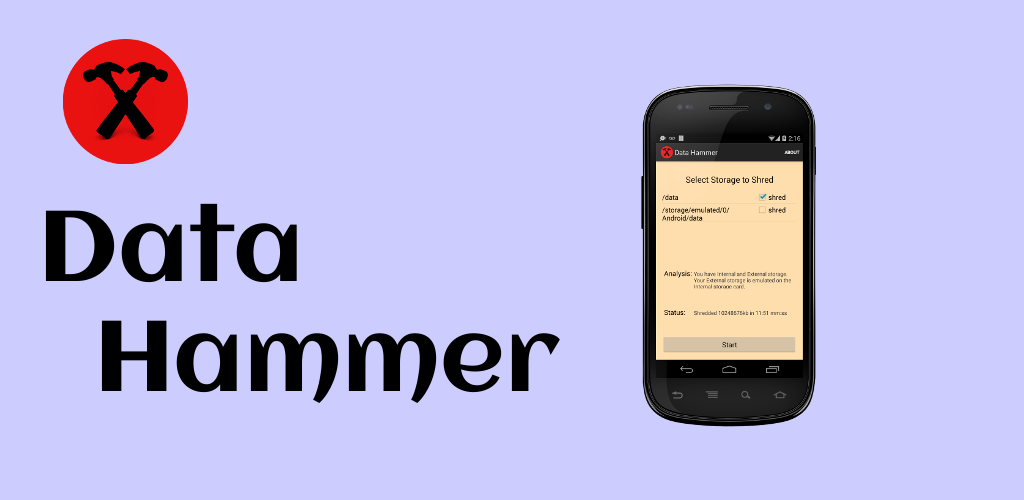 Data
Hammer
2:16
Data Hammer
ABOUT
Select Storage to Shred
/data
shred
/storage/emulated/0/
Android/data
shred
Analysis:
You have Internal and External storage.
Your External storage is emulated on the
Internal storage card.
Status:
Shredded 10248676kb in 11:51 mm:ss
Start